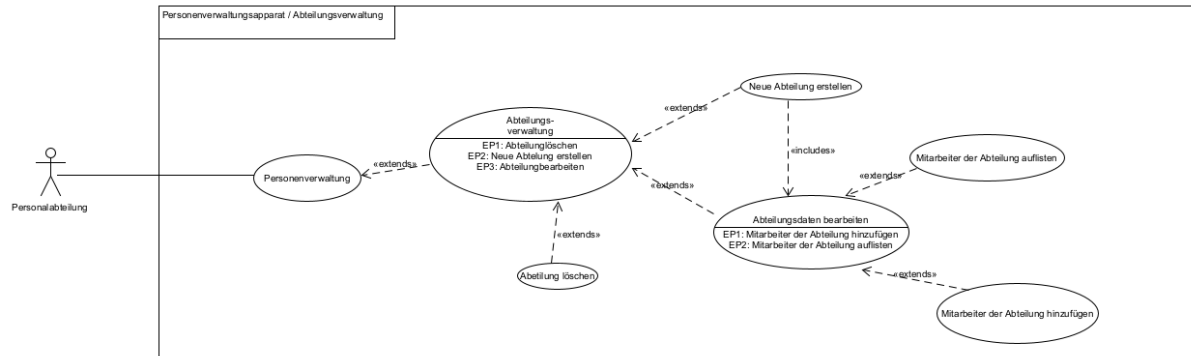 Personenverwaltungsapparat / Abteilungsverwaltung
Neue Abteilung erstellen
«extends»
Abteilungs-
verwaltung
EP1: Abteilunglöschen
EP2: Neue Abtelung erstellen
EP3: Abteilungbearbeiten
«includes»
Mitarbeiter der Abteilung auflisten
«extends»
Personenverwaltung
«extends»
Personalabteilung
«extends»
Abteilungsdaten bearbeiten
EP1: Mitarbeiter der Abteilung hinzufügen
EP2: Mitarbeiter der Abteilung auflisten
«extends»
Abetilung löschen
«extends»
Mitarbeiter der Abteilung hinzufügen